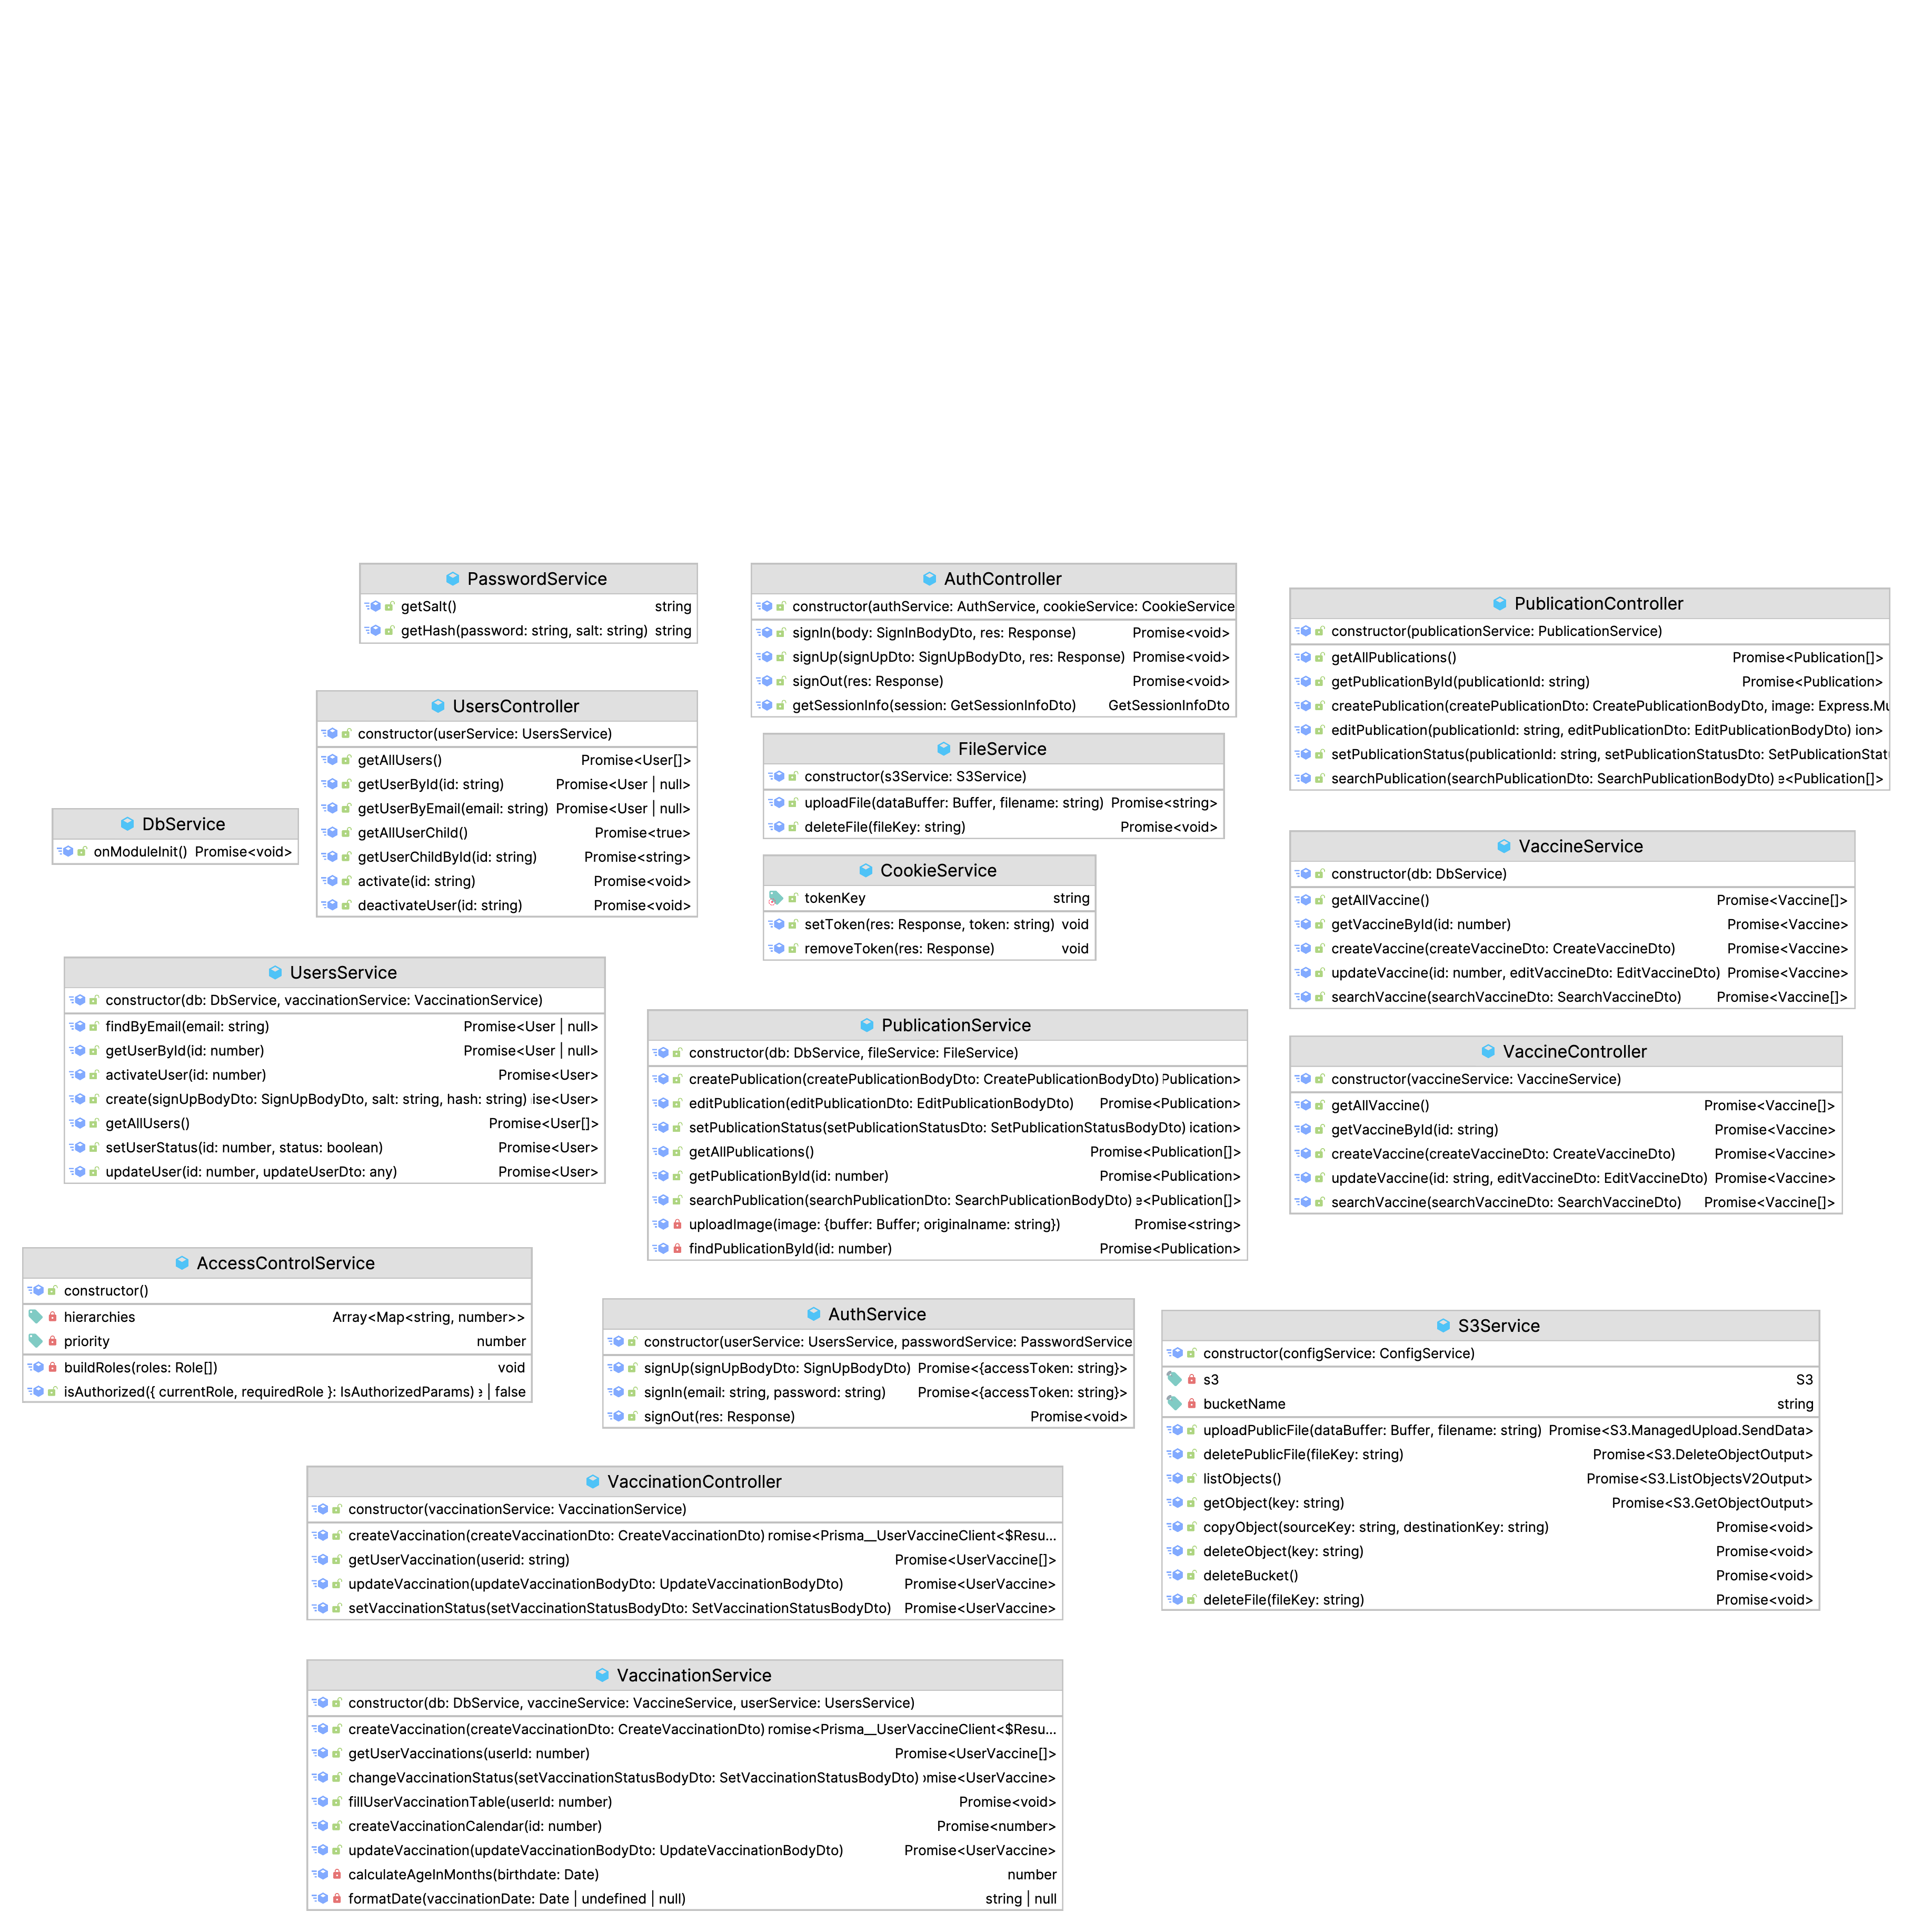 PasswordService
getSalt() string
getHash(password: string, salt: string) string
AuthController
constructor(authService: AuthService, cookieService: CookieService
signIn(body: SignInBodyDto, res: Response) Promise<void>
signUp(signUpDto: SignUpBodyDto, res: Response) Promise<void>
signOut(res: Response) Promise<void>
getSessionInfo(session: GetSessionInfoDto) GetSessionInfoDto
PublicationController
constructor(publicationService: PublicationService)
getAllPublications() Promise<Publication[]>
getPublicationById(publicationId: string) Promise<Publication>
createPublication(createPublicationDto: CreatePublicationBodyDto, image: Express.Mu
editPublication(publicationId: string, editPublicationDto: EditPublicationBodyDto) ion>
setPublicationStatus(publicationId: string, setPublicationStatusDto: SetPublicationStat
searchPublication(searchPublicationDto: SearchPublicationBodyDto) e<Publication[]>
UsersController
constructor(userService: UsersService)
getAllUsers() Promise<User[]>
getUserById(id: string) Promise<User | null>
getUserByEmail(email: string) Promise<User | null>
getAllUserChild() Promise<true>
getUserChildById(id: string) Promise<string>
activate(id: string) Promise<void>
deactivateUser(id: string) Promise<void>
FileService
constructor(s3Service: S3Service)
uploadFile(dataBuffer: Buffer, filename: string) Promise<string>
deleteFile(fileKey: string) Promise<void>
DbService
onModuleInit() Promise<void>
CookieService
tokenKey string
setToken(res: Response, token: string) void
removeToken(res: Response) void
VaccineService
constructor(db: DbService)
getAllVaccine() Promise<Vaccine[]>
getVaccineById(id: number) Promise<Vaccine>
createVaccine(createVaccineDto: CreateVaccineDto) Promise<Vaccine>
updateVaccine(id: number, editVaccineDto: EditVaccineDto) Promise<Vaccine>
searchVaccine(searchVaccineDto: SearchVaccineDto) Promise<Vaccine[]>
UsersService
constructor(db: DbService, vaccinationService: VaccinationService)
findByEmail(email: string) Promise<User | null>
getUserById(id: number) Promise<User | null>
activateUser(id: number) Promise<User>
create(signUpBodyDto: SignUpBodyDto, salt: string, hash: string) ise<User>
getAllUsers() Promise<User[]>
setUserStatus(id: number, status: boolean) Promise<User>
updateUser(id: number, updateUserDto: any) Promise<User>
PublicationService
constructor(db: DbService, fileService: FileService)
createPublication(createPublicationBodyDto: CreatePublicationBodyDto) Publication>
editPublication(editPublicationDto: EditPublicationBodyDto) Promise<Publication>
setPublicationStatus(setPublicationStatusDto: SetPublicationStatusBodyDto) ication>
getAllPublications() Promise<Publication[]>
getPublicationById(id: number) Promise<Publication>
searchPublication(searchPublicationDto: SearchPublicationBodyDto) e<Publication[]>
uploadImage(image: {buffer: Buffer; originalname: string}) Promise<string>
findPublicationById(id: number) Promise<Publication>
VaccineController
constructor(vaccineService: VaccineService)
getAllVaccine() Promise<Vaccine[]>
getVaccineById(id: string) Promise<Vaccine>
createVaccine(createVaccineDto: CreateVaccineDto) Promise<Vaccine>
updateVaccine(id: string, editVaccineDto: EditVaccineDto) Promise<Vaccine>
searchVaccine(searchVaccineDto: SearchVaccineDto) Promise<Vaccine[]>
AccessControlService
constructor()
hierarchies Array<Map<string, number>>
priority number
buildRoles(roles: Role[]) void
isAuthorized({ currentRole, requiredRole }: IsAuthorizedParams) e | false
AuthService
constructor(userService: UsersService, passwordService: PasswordService
signUp(signUpBodyDto: SignUpBodyDto) Promise<{accessToken: string}>
signIn(email: string, password: string) Promise<{accessToken: string}>
signOut(res: Response) Promise<void>
S3Service
constructor(configService: ConfigService)
s3 S3
bucketName string
uploadPublicFile(dataBuffer: Buffer, filename: string) Promise<S3.ManagedUpload.SendData>
deletePublicFile(fileKey: string) Promise<S3.DeleteObjectOutput>
listObjects() Promise<S3.ListObjectsV2Output>
getObject(key: string) Promise<S3.GetObjectOutput>
copyObject(sourceKey: string, destinationKey: string) Promise<void>
deleteObject(key: string) Promise<void>
deleteBucket() Promise<void>
deleteFile(fileKey: string) Promise<void>
VaccinationController
constructor(vaccinationService: VaccinationService)
createVaccination(createVaccinationDto: CreateVaccinationDto) romise<Prisma__UserVaccineClient<$Resu...
getUserVaccination(userid: string) Promise<UserVaccine[]>
updateVaccination(updateVaccinationBodyDto: UpdateVaccinationBodyDto) Promise<UserVaccine>
setVaccinationStatus(setVaccinationStatusBodyDto: SetVaccinationStatusBodyDto) Promise<UserVaccine>
VaccinationService
constructor(db: DbService, vaccineService: VaccineService, userService: UsersService)
createVaccination(createVaccinationDto: CreateVaccinationDto) romise<Prisma__UserVaccineClient<$Resu...
getUserVaccinations(userId: number) Promise<UserVaccine[]>
changeVaccinationStatus(setVaccinationStatusBodyDto: SetVaccinationStatusBodyDto) mise<UserVaccine>
fillUserVaccinationTable(userId: number) Promise<void>
createVaccinationCalendar(id: number) Promise<number>
updateVaccination(updateVaccinationBodyDto: UpdateVaccinationBodyDto) Promise<UserVaccine>
calculateAgeInMonths(birthdate: Date) number
formatDate(vaccinationDate: Date | undefined | null) string | null